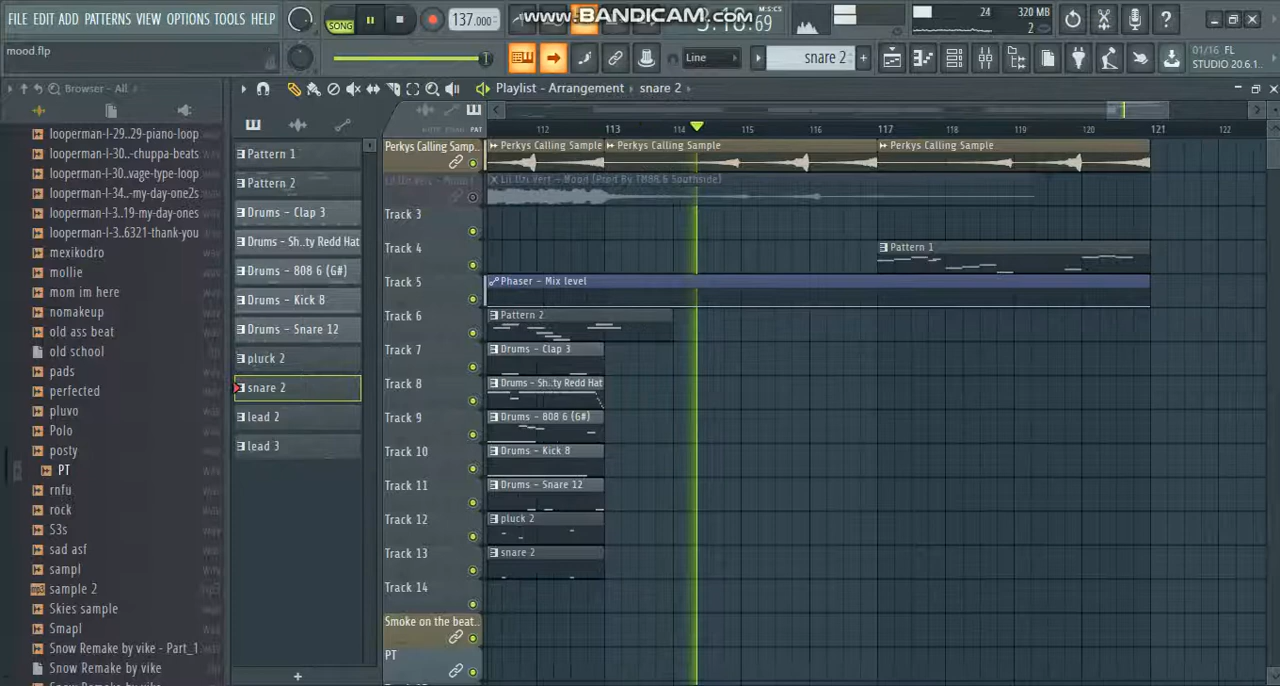 FILE EDIT ADD PATTERNS VIEW OPTIONS TOOLS HELP
mood.flp
SONG
137.000
www.BANDICAM.com
M:S:CS
24
320 MB
2
Line
snare 2
01/16 FL
STUDIO 20.6.1
Browser - All
Playlist - Arrangement
snare 2
looperman-l-29..29-piano-loop
looperman-l-30..-chuppa-beats
looperman-l-30..vage-type-loop
looperman-l-34..-my-day-one2s
looperman-l-3..19-my-day-ones
looperman-l-3..6231-thank-you
mexikodro
mollie
mom im here
nomakeup
old ass beat
old school
pads
perfected
pluvo
Polo
posty
PT
rnfu
rock
S3s
sad asf
sampl
sample 2
Skies sample
Smapl
Snow Remake by vike - Part_1
Snow Remake by vike
Pattern 1
Pattern 2
Drums - Clap 3
Drums - Sh..ty Redd Hat
Drums - 808 6 (G#)
Drums - Kick 8
Drums - Snare 12
pluck 2
snare 2
lead 2
lead 3
112 113 114 115 116 117 118 119 120 121 122
Perkys Calling Samp..
Perkys Calling Sample
Perkys Calling Sample
Perkys Calling Sample
Lil Uzi Vert - Mood (Prod By TM88 & Southside)
Track 3
Track 4
Pattern 1
Track 5
Phaser - Mix level
Track 6
Pattern 2
Track 7
Drums - Clap 3
Track 8
Drums - Sh..ty Redd Hat
Track 9
Drums - 808 6 (G#)
Track 10
Drums - Kick 8
Track 11
Drums - Snare 12
Track 12
pluck 2
Track 13
snare 2
Track 14
Smoke on the beat..
PT